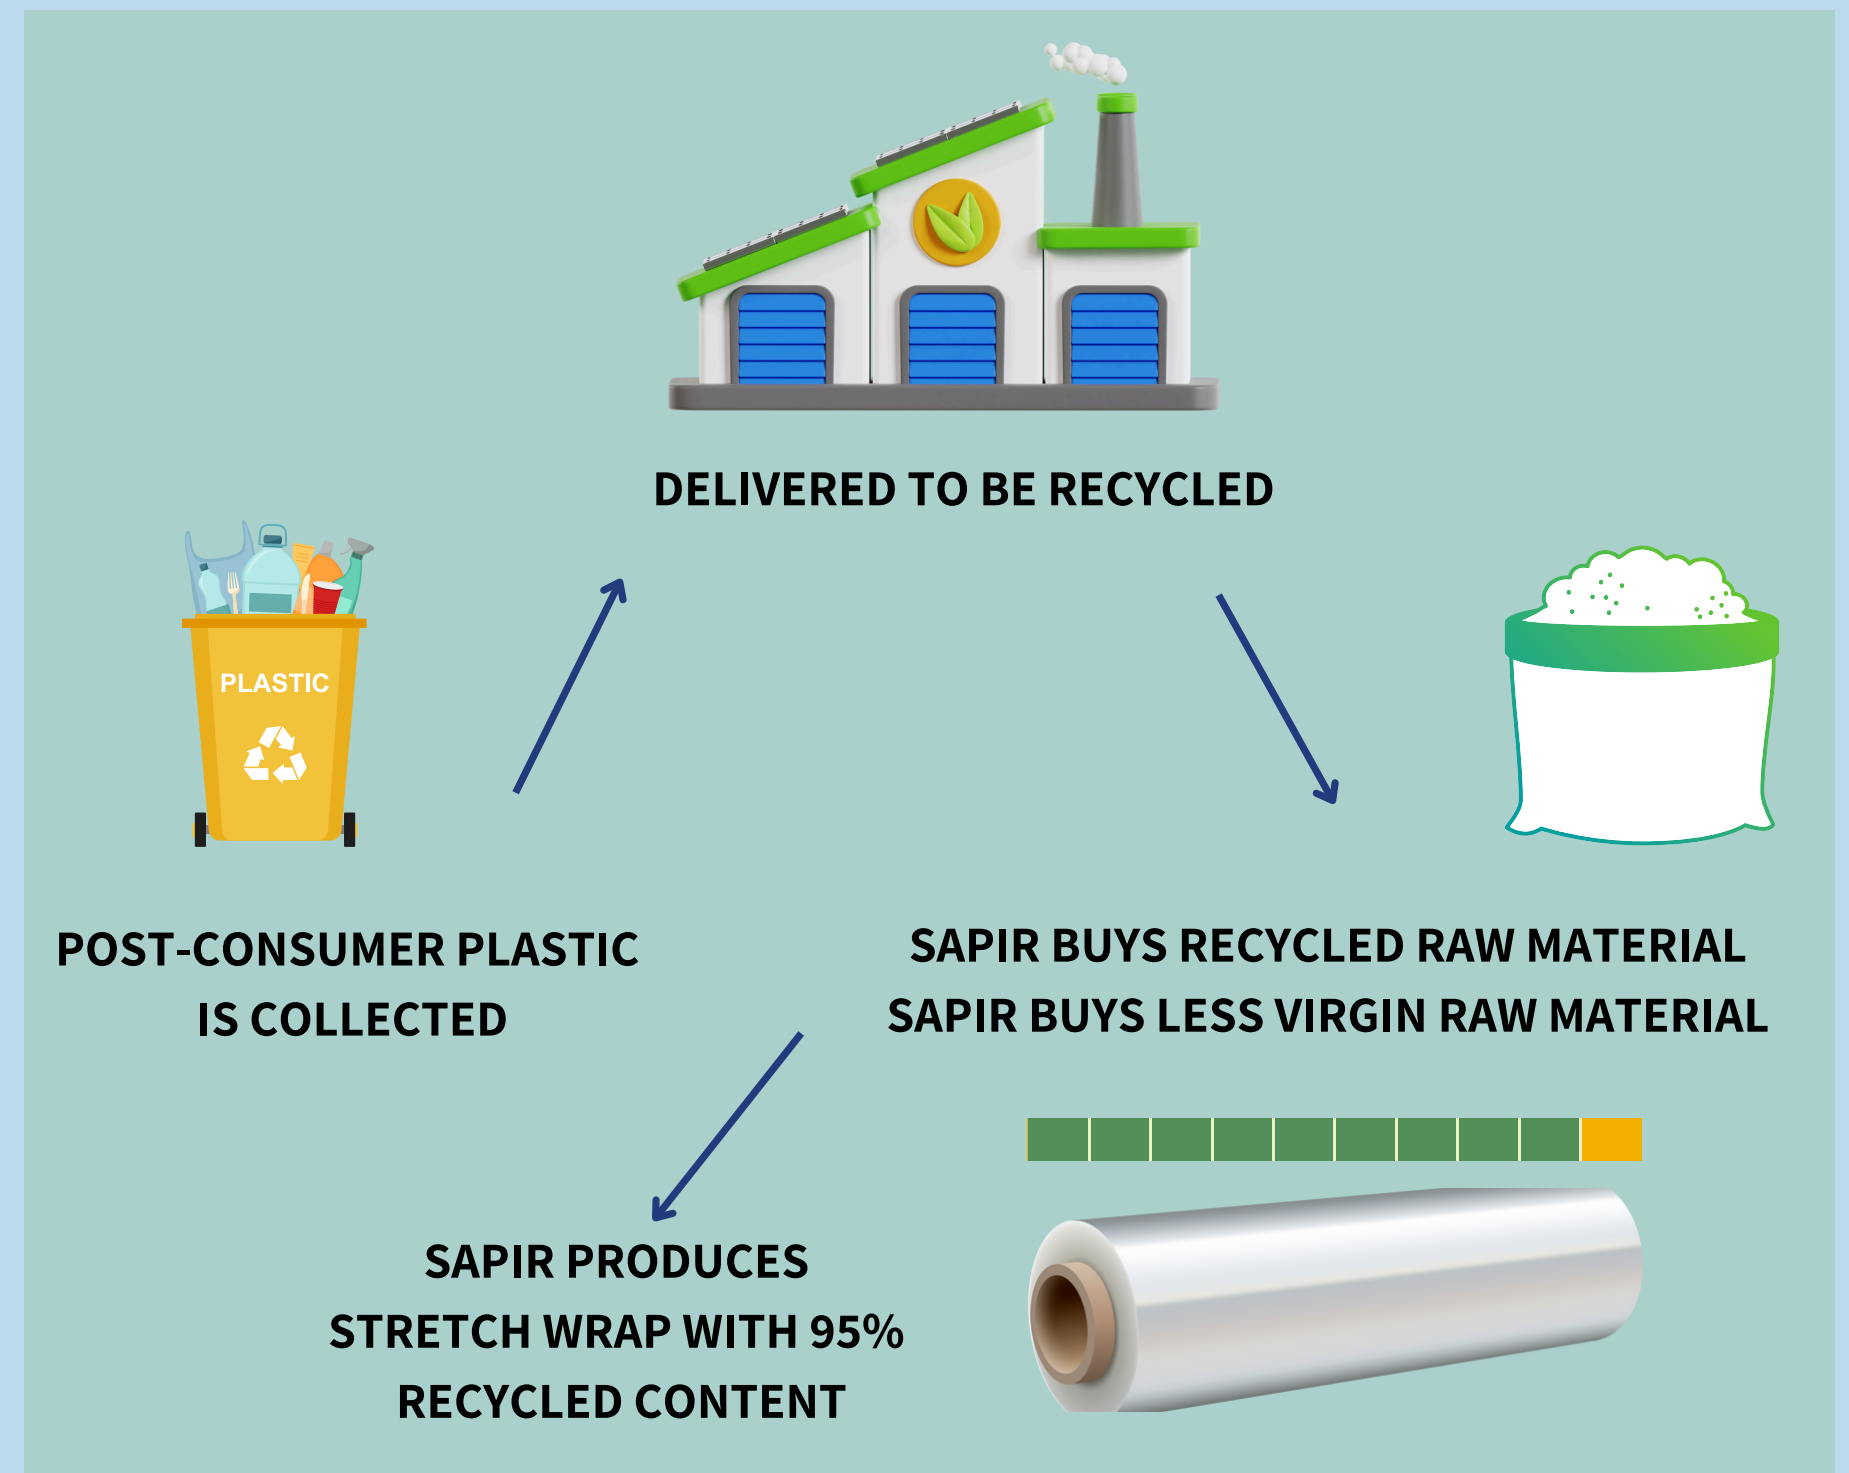 DELIVERED TO BE RECYCLED
PLASTIC
POST-CONSUMER PLASTIC
IS COLLECTED
SAPIR BUYS RECYCLED RAW MATERIAL
SAPIR BUYS LESS VIRGIN RAW MATERIAL
SAPIR PRODUCES
STRETCH WRAP WITH 95%
RECYCLED CONTENT